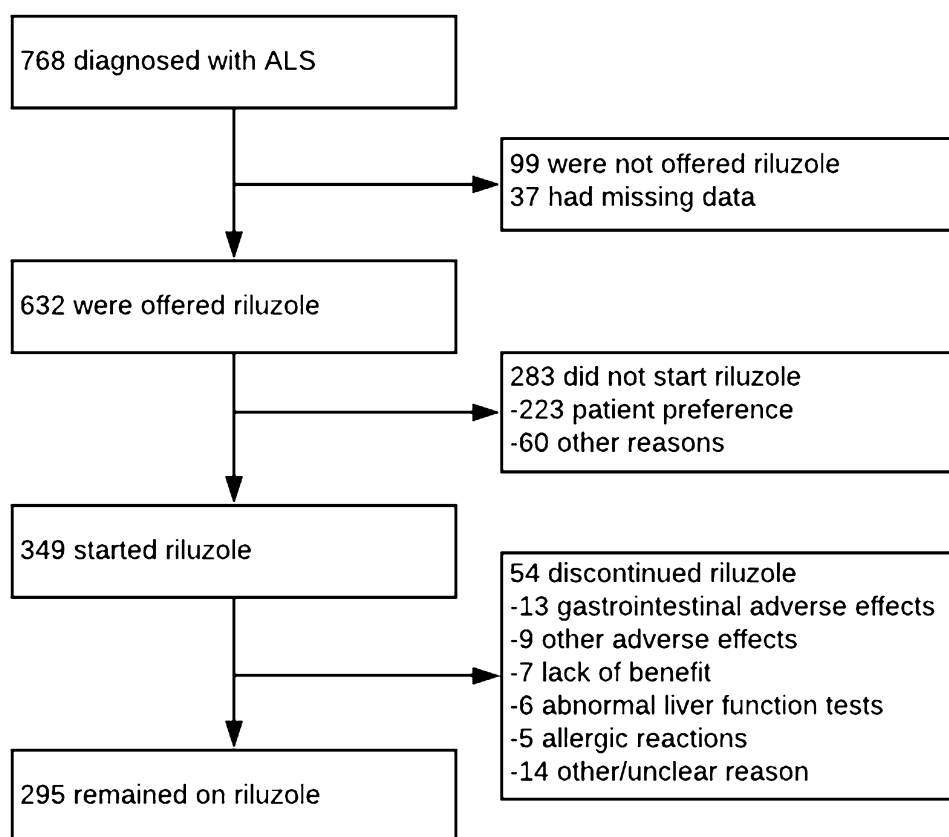 768 diagnosed with ALS
99 were not offered riluzole
37 had missing data
632 were offered riluzole
283 did not start riluzole
-223 patient preference
-60 other reasons
349 started riluzole
54 discontinued riluzole
-13 gastrointestinal adverse effects
-9 other adverse effects
-7 lack of benefit
-6 abnormal liver function tests
-5 allergic reactions
-14 other/unclear reason
295 remained on riluzole